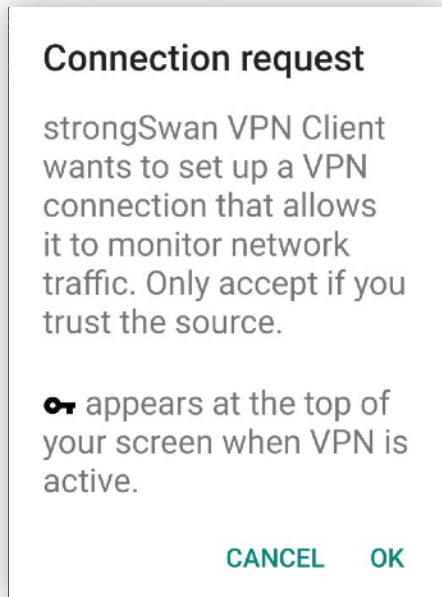 Connection request
strongSwan VPN Client
wants to set up a VPN
connection that allows
it to monitor network
traffic. Only accept if you
trust the source.
appears at the top of
your screen when VPN is
active.
CANCEL OK